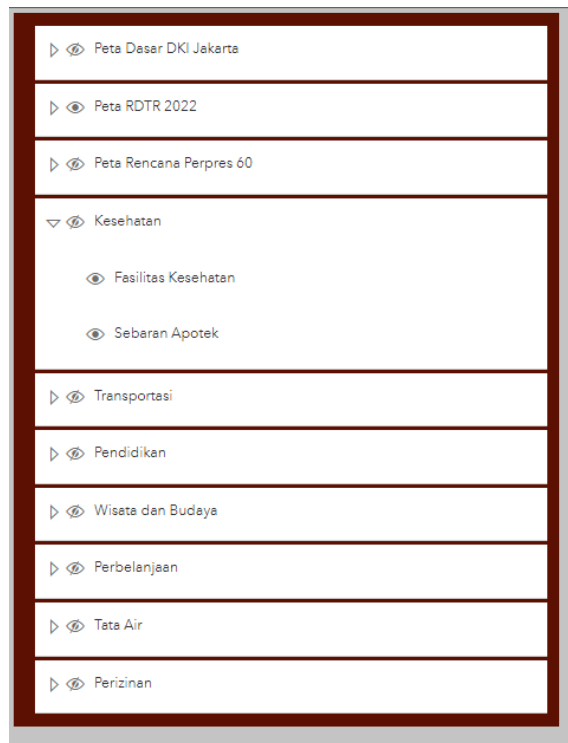 Peta Dasar DKI Jakarta
Peta RDTR 2022
Peta Rencana Perpres 60
Kesehatan
Fasilitas Kesehatan
Sebaran Apotek
Transportasi
Pendidikan
Wisata dan Budaya
Perbelanjaan
Tata Air
Perizinan